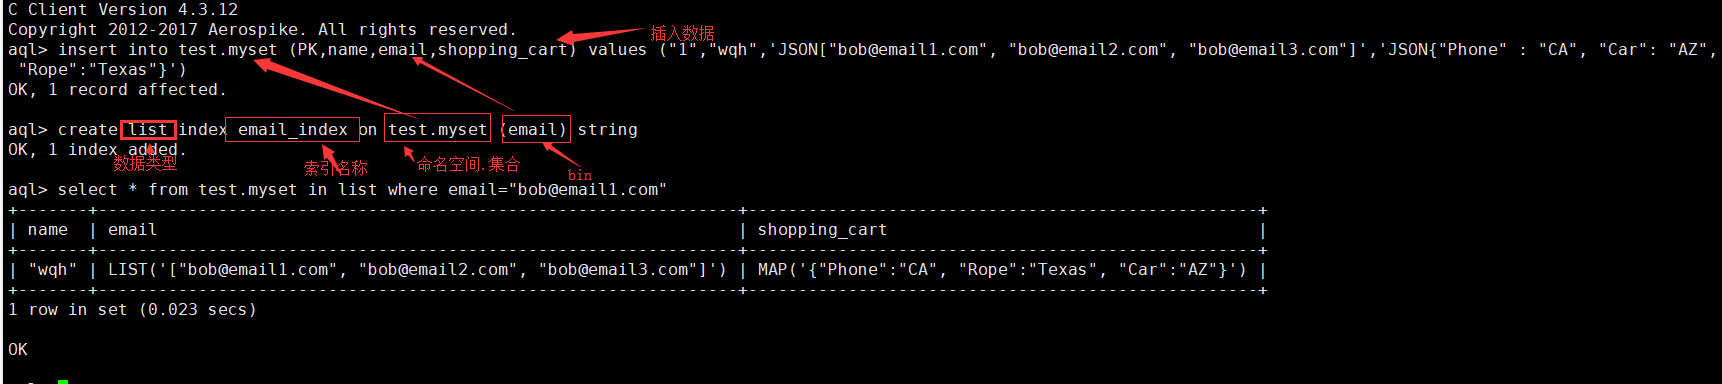 C Client Version 4.3.12
Copyright 2012-2017 Aerospike. All rights reserved.
插入数据
aql> insert into test.myset (PK,name,email,shopping_cart) values ("1","wqh",'JSON["bob@email1.com", "bob@email2.com", "bob@email3.com"]','JSON{"Phone" : "CA", "Car": "AZ",
"Rope":"Texas"}')
OK, 1 record affected.
aql> create list index email_index on test.myset (email) string
OK, 1 index added.
数据类型 索引名称 命名空间.集合 bin
aql> select * from test.myset in list where email="bob@email1.com"
+-------+----------------------------------------------------------------+---------------------------------------------------+
| name | email | shopping_cart |
+-------+----------------------------------------------------------------+---------------------------------------------------+
| "wqh" | LIST('["bob@email1.com", "bob@email2.com", "bob@email3.com"]') | MAP('{"Phone":"CA", "Rope":"Texas", "Car":"AZ"}') |
+-------+----------------------------------------------------------------+---------------------------------------------------+
1 row in set (0.023 secs)
OK